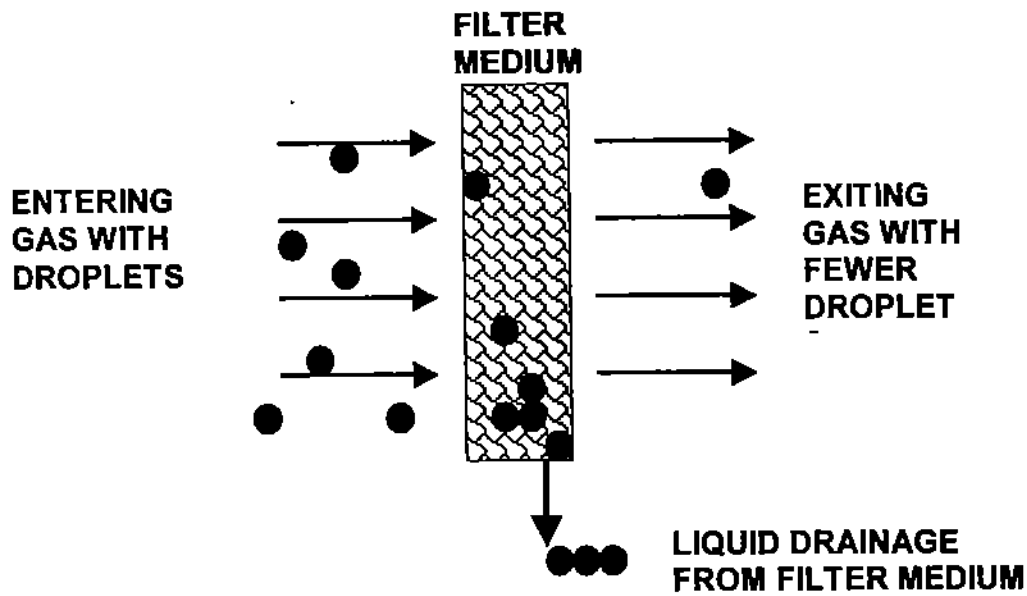 FILTER
MEDIUM
ENTERING
GAS WITH
DROPLETS
EXITING
GAS WITH
FEWER
DROPLET
LIQUID DRAINAGE
FROM FILTER MEDIUM